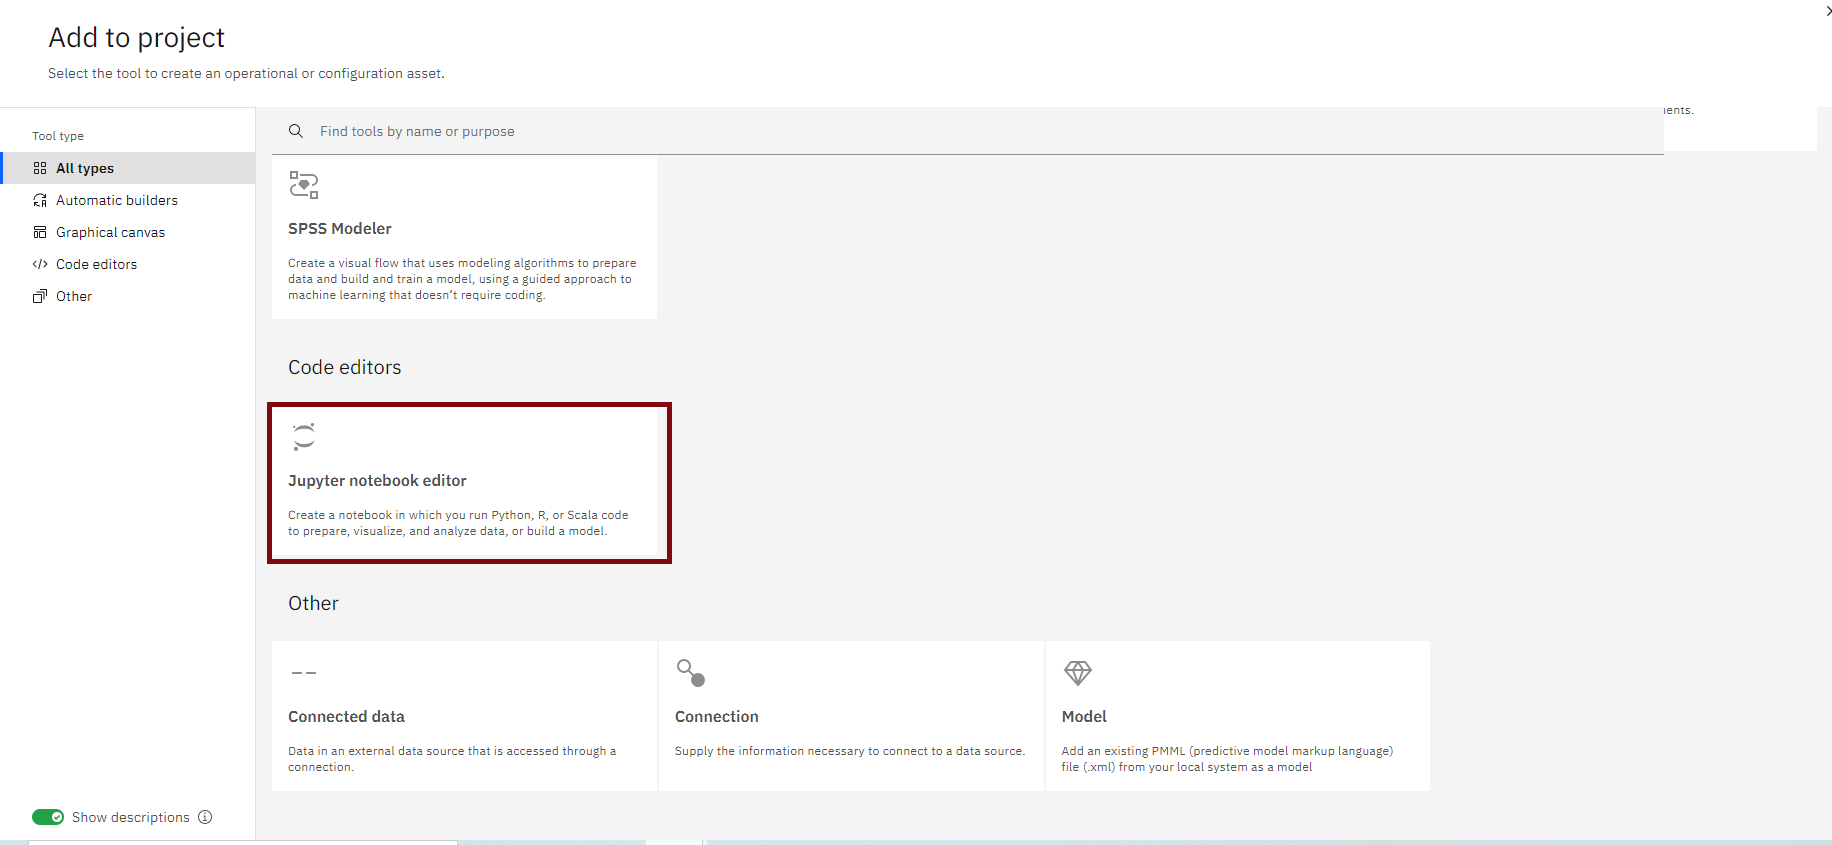 Add to project
Select the tool to create an operational or configuration asset.
Tool type
All types
Automatic builders
Graphical canvas
Code editors
Other
Show descriptions
Find tools by name or purpose
SPSS Modeler
Create a visual flow that uses modeling algorithms to prepare
data and build and train a model, using a guided approach to
machine learning that doesn't require coding.
Code editors
Jupyter notebook editor
Create a notebook in which you run Python, R, or Scala code
to prepare, visualize, and analyze data, or build a model.
Other
Connected data
Data in an external data source that is accessed through a
connection.
Connection
Supply the information necessary to connect to a data source.
Model
Add an existing PMML (predictive model markup language)
file (.xml) from your local system as a model